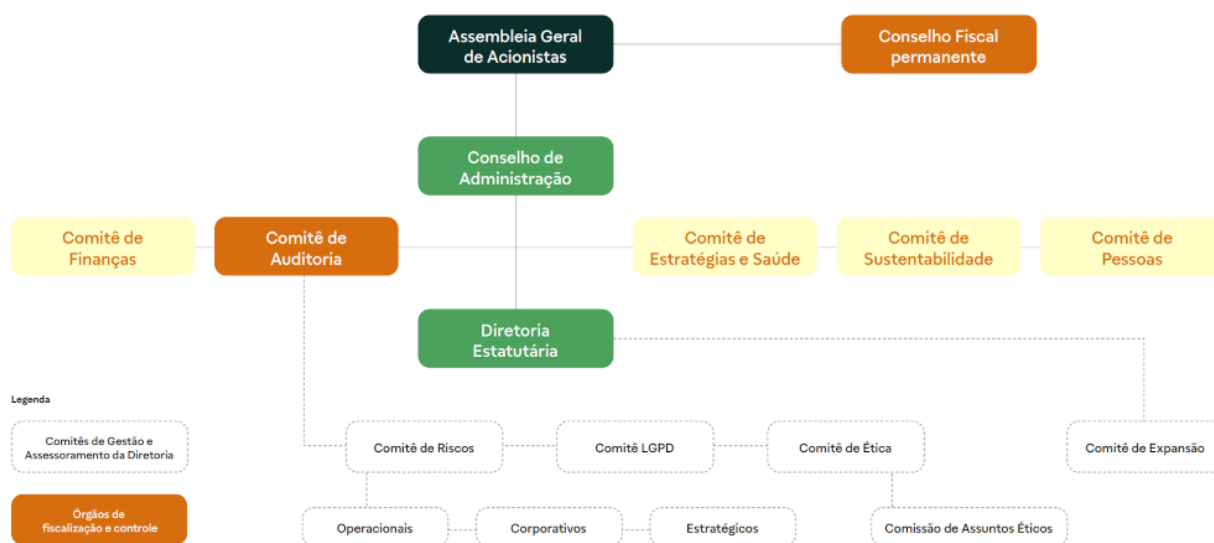 Assembleia Geral
de Acionistas
Conselho Fiscal
permanente
Conselho de
Administração
Comitê de
Finanças
Comitê de
Auditoria
Comitê de
Estratégias e Saúde
Comitê de
Sustentabilidade
Comitê de
Pessoas
Diretoria
Estatutária
Legenda
Comitês de Gestão e
Assessoramento da Diretoria
Comitê de Riscos
Comitê LGPD
Comitê de Ética
Comitê de Expansão
Órgãos de
fiscalização e controle
Operacionais
Corporativos
Estratégicos
Comissão de Assuntos Éticos